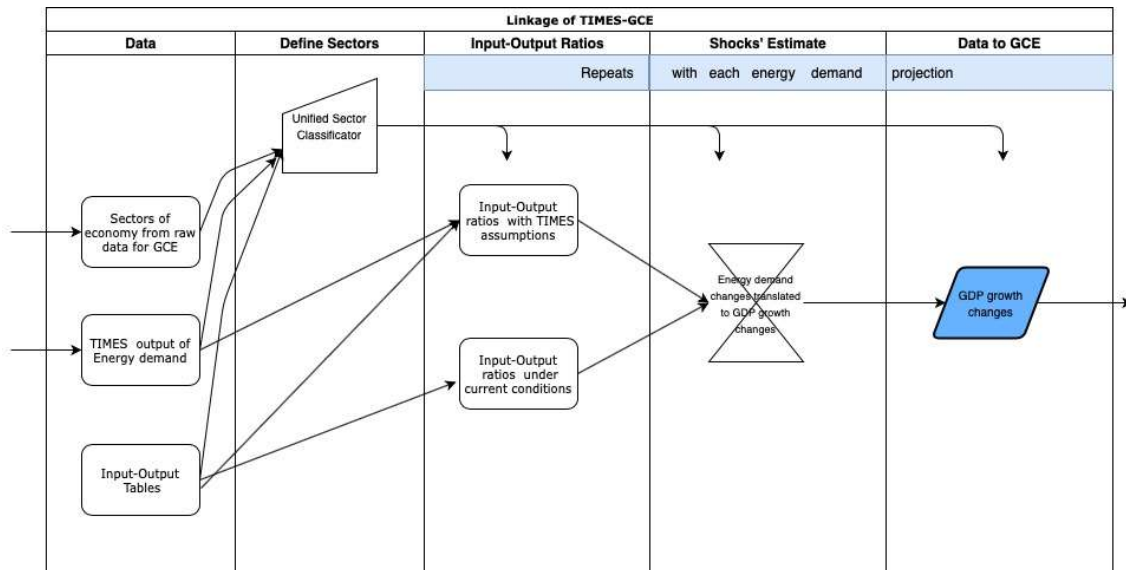 Linkage of TIMES-GCE
Data
Define Sectors
Input-Output Ratios
Shocks' Estimate
Data to GCE
Repeats with each energy demand projection
Unified Sector
Classificator
Sectors of
economy from raw
data for GCE
TIMES output of
Energy demand
Input-Output
Tables
Input-Output
ratios with TIMES
assumptions
Input-Output
ratios under
current conditions
Energy demand
changes translated
to GDP growth
changes
GDP growth
changes